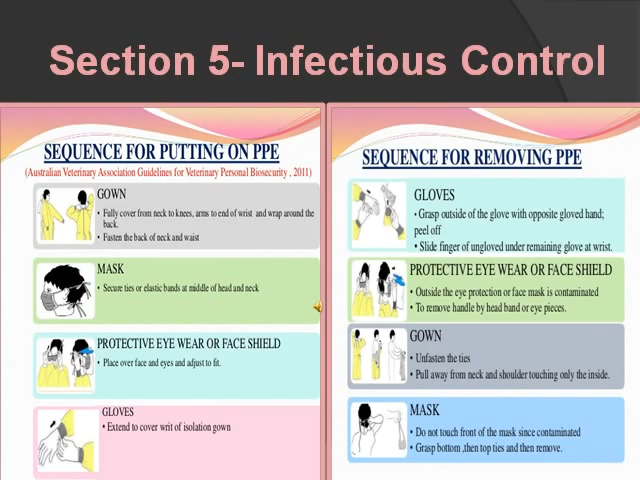 Section 5- Infectious Control
SEQUENCE FOR PUTTING ON PPE
(Australian Veterinary Association Guidelines for Veterinary Personal Biosecurity , 2011)
GOWN
• Fully cover from neck to knees, arms to end of wrist and wrap around the
back.
• Fasten the back of neck and waist
MASK
• Secure ties or elastic bands at middle of head and neck
PROTECTIVE EYE WEAR OR FACE SHIELD
• Place over face and eyes and adjust to fit.
GLOVES
• Extend to cover writ of isolation gown
SEQUENCE FOR REMOVING PPE
GLOVES
• Grasp outside of the glove with opposite gloved hand;
peel off
• Slide finger of ungloved under remaining glove at wrist.
PROTECTIVE EYE WEAR OR FACE SHIELD
• Outside the eye protection or face mask is contaminated
• To remove handle by head band or eye pieces.
GOWN
• Unfasten the ties
• Pull away from neck and shoulder touching only the inside.
MASK
• Do not touch front of the mask since contaminated
• Grasp bottom ,then top ties and then remove.